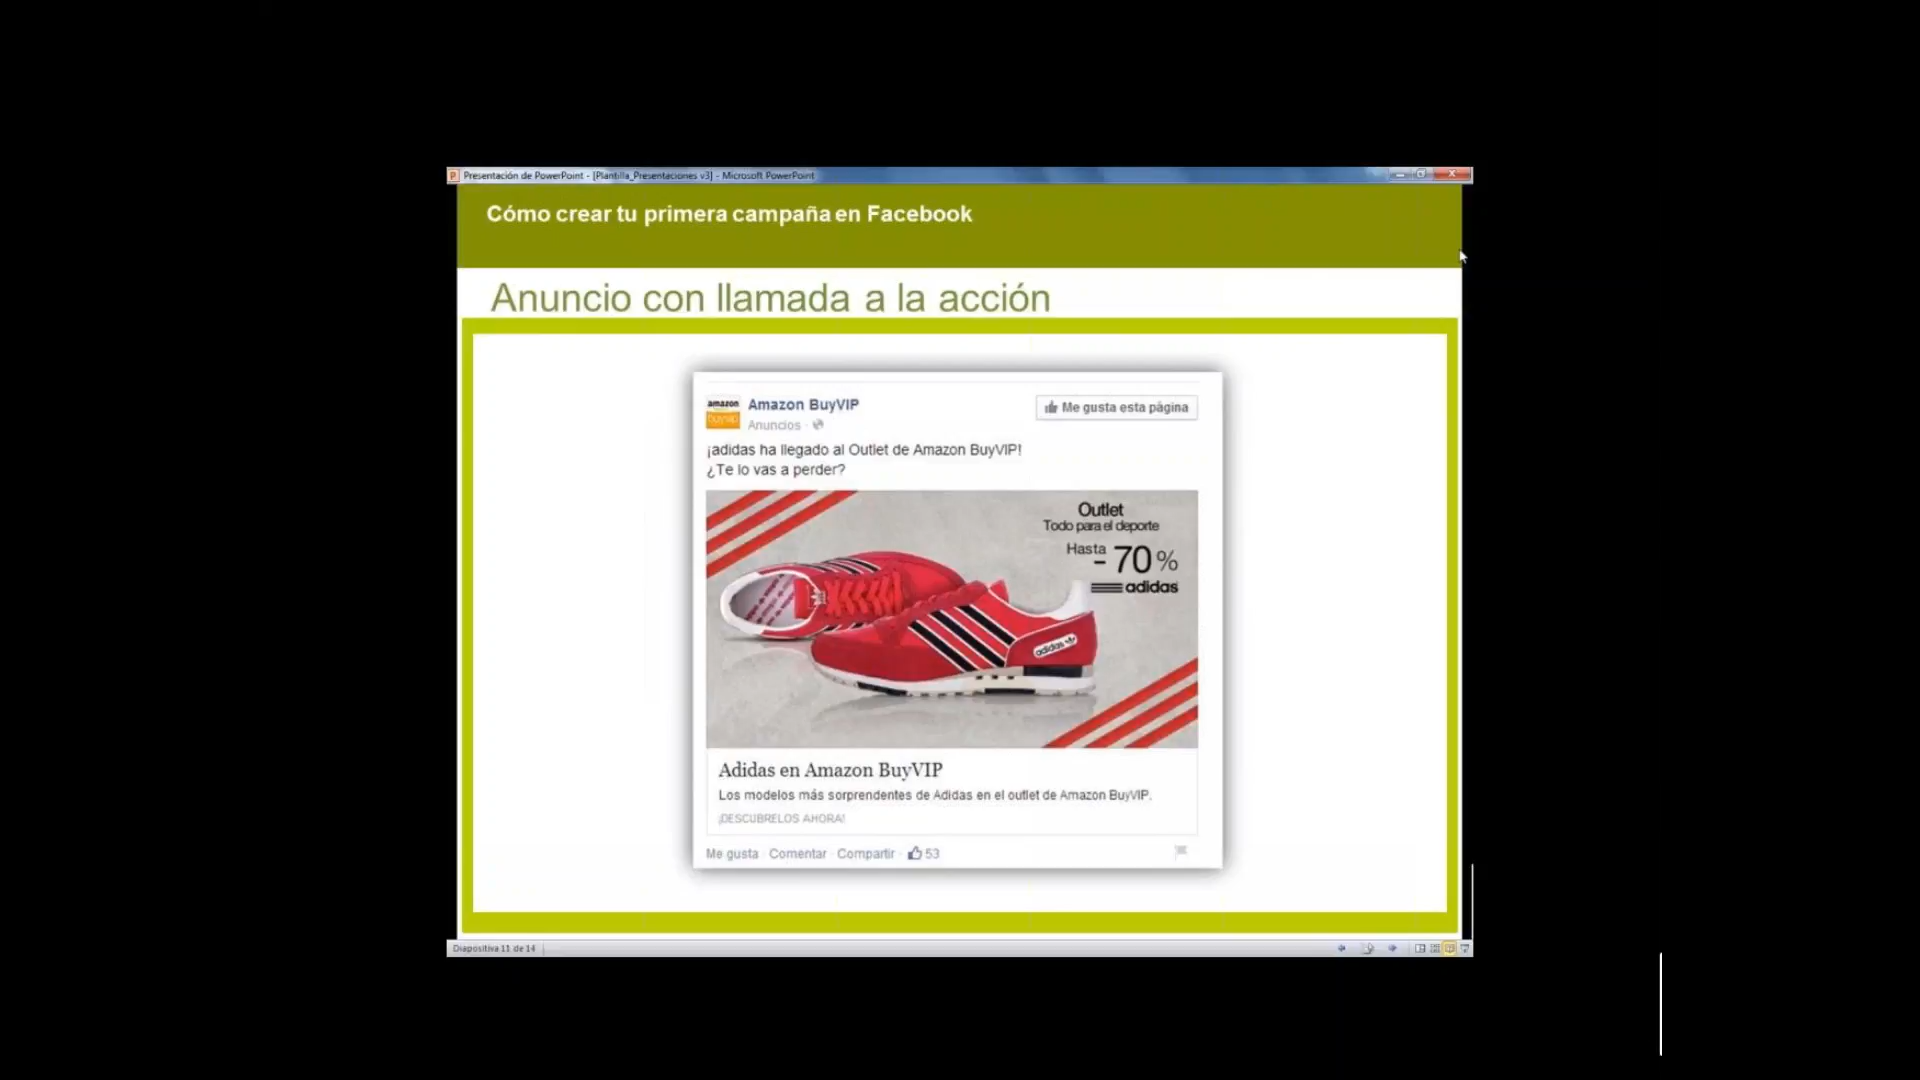 Presentación de PowerPoint - [Plantilla_Presentaciones v3] - Microsoft PowerPoint
Cómo crear tu primera campaña en Facebook
Anuncio con llamada a la acción
amazon
buyvip
Amazon BuyVIP
Anuncios ·
Me gusta esta página
¡adidas ha llegado al Outlet de Amazon BuyVIP!
¿Te lo vas a perder?
Outlet
Todo para el deporte
Hasta
- 70%
adidas
adidas
Adidas en Amazon BuyVIP
Los modelos más sorprendentes de Adidas en el outlet de Amazon BuyVIP.
¡DESCUBRELOS AHORA!
Me gusta · Comentar · Compartir · 53
Diapositiva 11 de 14